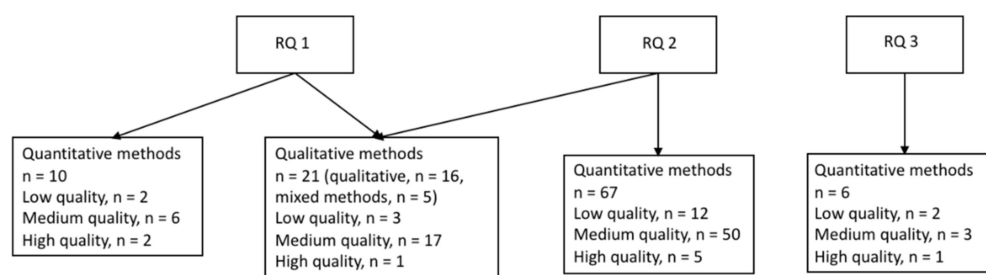 RQ 1
RQ 2
RQ 3
Quantitative methods
n = 10
Low quality, n = 2
Medium quality, n = 6
High quality, n = 2
Qualitative methods
n = 21 (qualitative, n = 16,
mixed methods, n = 5)
Low quality, n = 3
Medium quality, n = 17
High quality, n = 1
Quantitative methods
n = 67
Low quality, n = 12
Medium quality, n = 50
High quality, n = 5
Quantitative methods
n = 6
Low quality, n = 2
Medium quality, n = 3
High quality, n = 1